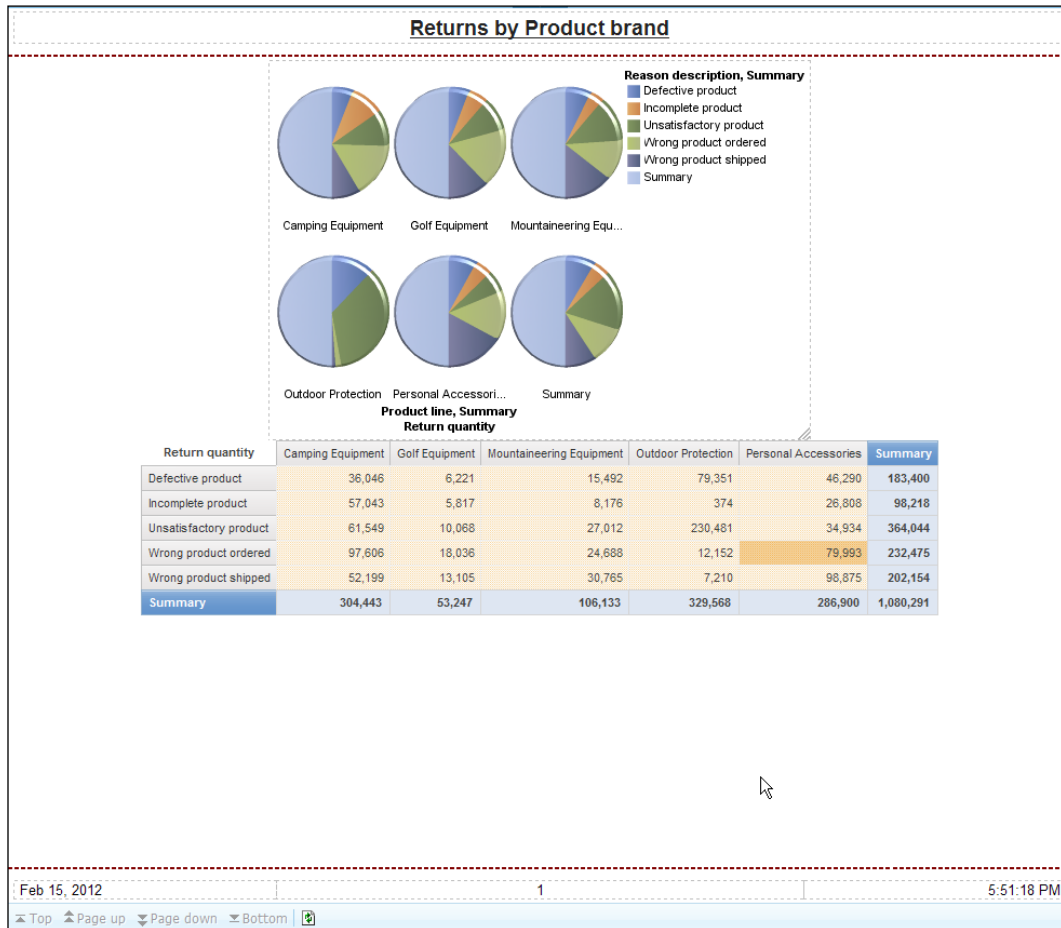 Returns by Product brand
Reason description, Summary
Defective product
Incomplete product
Unsatisfactory product
Wrong product ordered
Wrong product shipped
Summary
Camping Equipment Golf Equipment Mountaineering Equ...
Outdoor Protection Personal Accessori... Summary
Product line, Summary
Return quantity
Return quantity Camping Equipment Golf Equipment Mountaineering Equipment Outdoor Protection Personal Accessories Summary
Defective product 36,046 6,221 15,492 79,351 46,290 183,400
Incomplete product 57,043 5,817 8,176 374 26,808 98,218
Unsatisfactory product 61,549 10,068 27,012 230,481 34,934 364,044
Wrong product ordered 97,606 18,036 24,688 12,152 79,993 232,475
Wrong product shipped 52,199 13,105 30,765 7,210 98,875 202,154
Summary 304,443 53,247 106,133 329,568 286,900 1,080,291
Feb 15, 2012 1 5:51:18 PM
Top Page up Page down Bottom